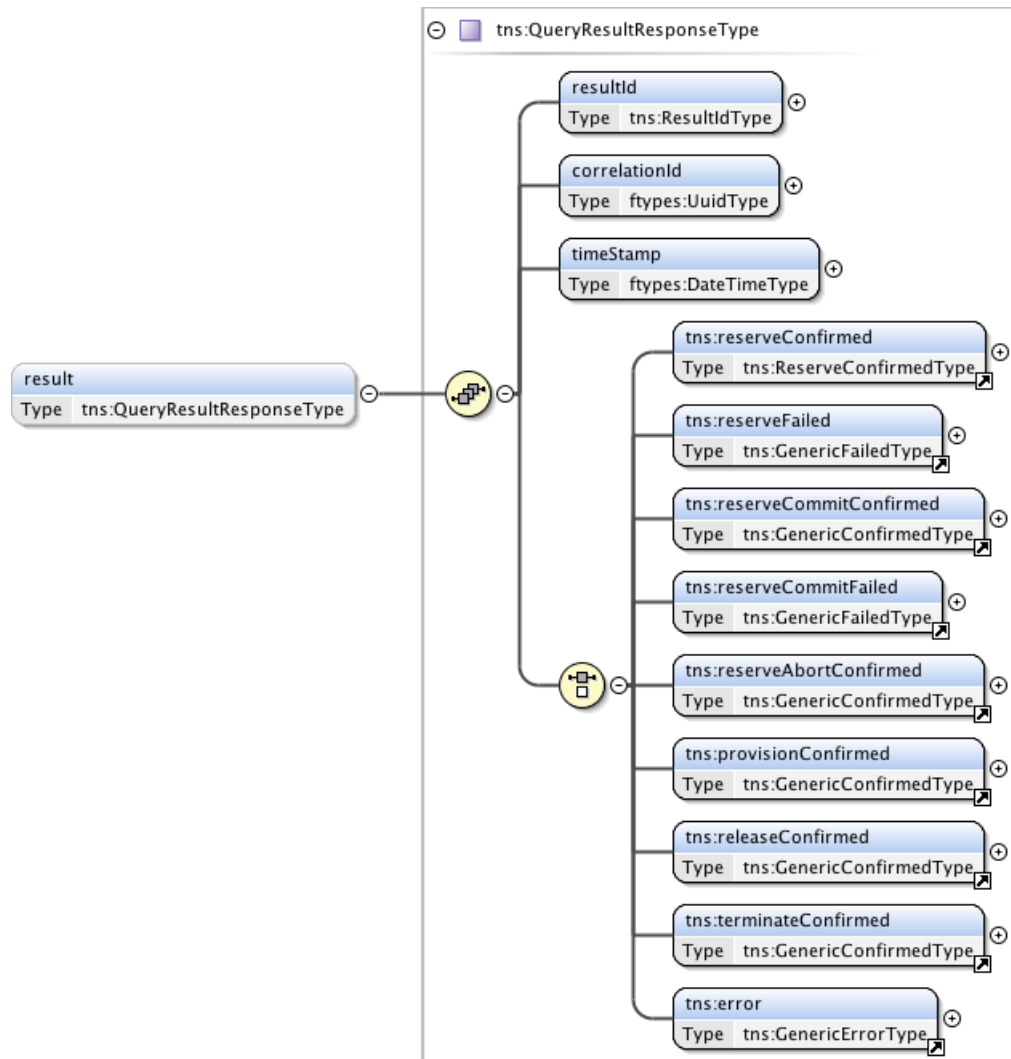 tns:QueryResultResponseType
resultId
Type tns:ResultIdType
correlationId
Type ftypes:UuidType
timeStamp
Type ftypes:DateTimeType
result
Type tns:QueryResultResponseType
tns:reserveConfirmed
Type tns:ReserveConfirmedType
tns:reserveFailed
Type tns:GenericFailedType
tns:reserveCommitConfirmed
Type tns:GenericConfirmedType
tns:reserveCommitFailed
Type tns:GenericFailedType
tns:reserveAbortConfirmed
Type tns:GenericConfirmedType
tns:provisionConfirmed
Type tns:GenericConfirmedType
tns:releaseConfirmed
Type tns:GenericConfirmedType
tns:terminateConfirmed
Type tns:GenericConfirmedType
tns:error
Type tns:GenericErrorType